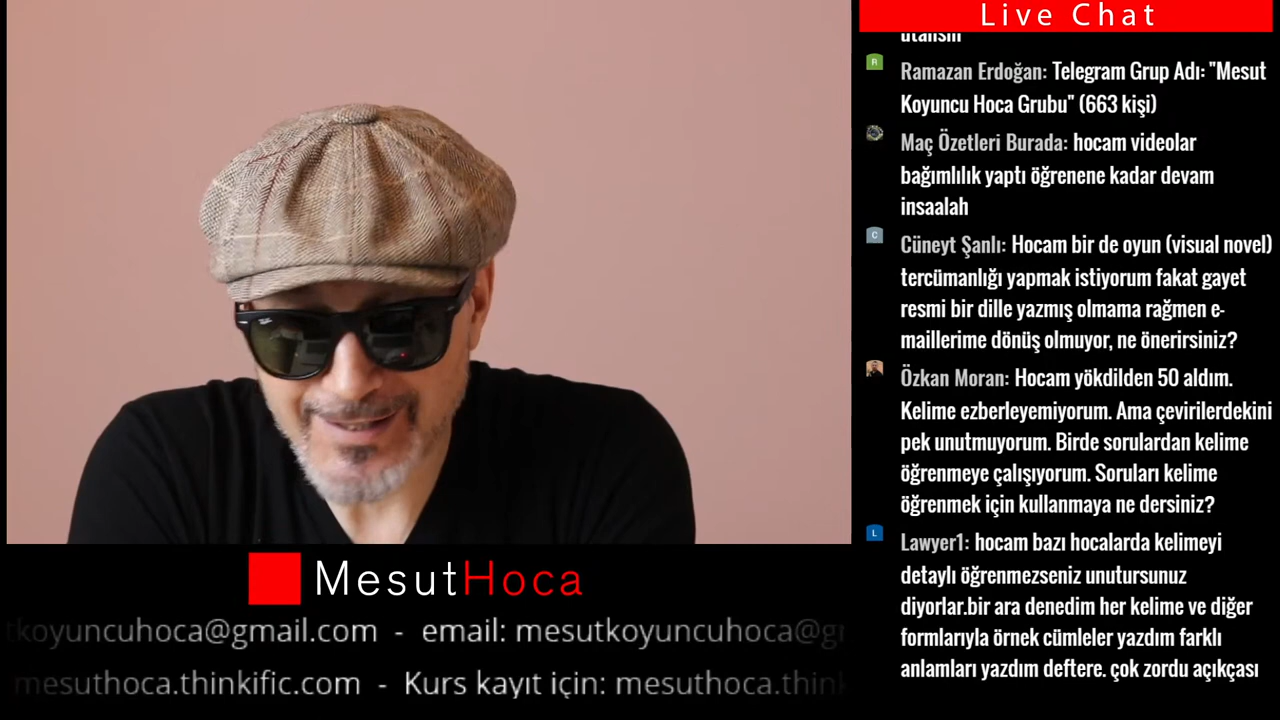 Live Chat
utansın
Ramazan Erdoğan: Telegram Grup Adı: "Mesut
Koyuncu Hoca Grubu" (663 kişi)
Maç Özetleri Burada: hocam videolar
bağımlılık yaptı öğrenene kadar devam
insaalah
Cüneyt Şanlı: Hocam bir de oyun (visual novel)
tercümanlığı yapmak istiyorum fakat gayet
resmi bir dille yazmış olmama rağmen e-
maillerime dönüş olmuyor, ne önerirsiniz?
Özkan Moran: Hocam yökdilden 50 aldım.
Kelime ezberleyemiyorum. Ama çevirilerdekini
pek unutmuyorum. Birde sorulardan kelime
öğrenmeye çalışıyorum. Soruları kelime
öğrenmek için kullanmaya ne dersiniz?
Lawyer1: hocam bazı hocalarda kelimeyi
detaylı öğrenmezseniz unutursunuz
diyorlar.bir ara denedim her kelime ve diğer
formlarıyla örnek cümleler yazdım farklı
anlamları yazdım deftere. çok zordu açıkçası
MesutHoca
tkoyuncuhoca@gmail.com - email: mesutkoyuncuhoca@gm
mesuthoca.thinkific.com - Kurs kayıt için: mesuthoca.think